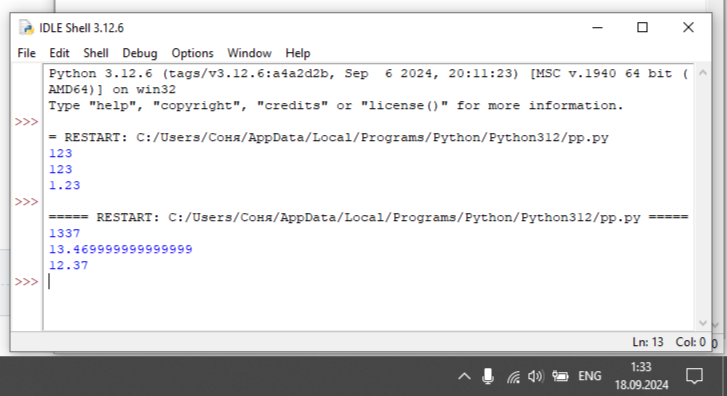 IDLE Shell 3.12.6
File Edit Shell Debug Options Window Help
Python 3.12.6 (tags/v3.12.6:a4a2d2b, Sep  6 2024, 20:11:23) [MSC v.1940 64 bit (
AMD64)] on win32
Type "help", "copyright", "credits" or "license()" for more information.
>>>
= RESTART: C:/Users/Соня/AppData/Local/Programs/Python/Python312/pp.py
123
123
1.23
>>>
===== RESTART: C:/Users/Соня/AppData/Local/Programs/Python/Python312/pp.py =====
1337
13.469999999999999
12.37
>>>
Ln: 13 Col: 0
0
ENG
1:33
18.09.2024